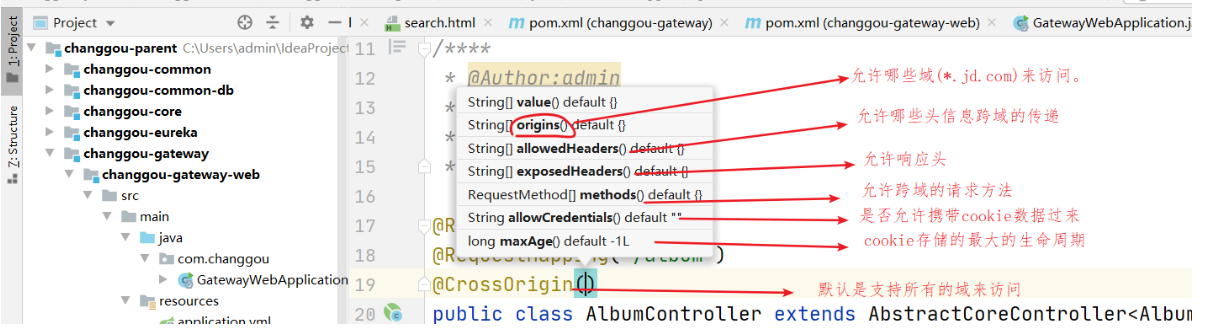 Project
l
search.html
pom.xml (changgou-gateway)
pom.xml (changgou-gateway-web)
GatewayWebApplication.ja
1: Project
Z: Structure
changgou-parent C:\Users\admin\IdeaProject
changgou-common
changgou-common-db
changgou-core
changgou-eureka
changgou-gateway
changgou-gateway-web
src
main
java
com.changgou
GatewayWebApplication
resources
application.yml
11 /****
12 * @Author:admin
13 *
14 *
15 *
16
17 @R
18 @RequestMapping("/album")
19 @CrossOrigin()
20 public class AlbumController extends AbstractCoreController<Album
String[] value() default {}
String[] origins() default {}
String[] allowedHeaders() default {}
String[] exposedHeaders() default {}
RequestMethod[] methods() default {}
String allowCredentials() default ""
long maxAge() default -1L
允许哪些域(*.jd.com)来访问。
允许哪些头信息跨域的传递
允许响应头
允许跨域的请求方法
是否允许携带cookie数据过来
cookie存储的最大的生命周期
默认是支持所有的域来访问